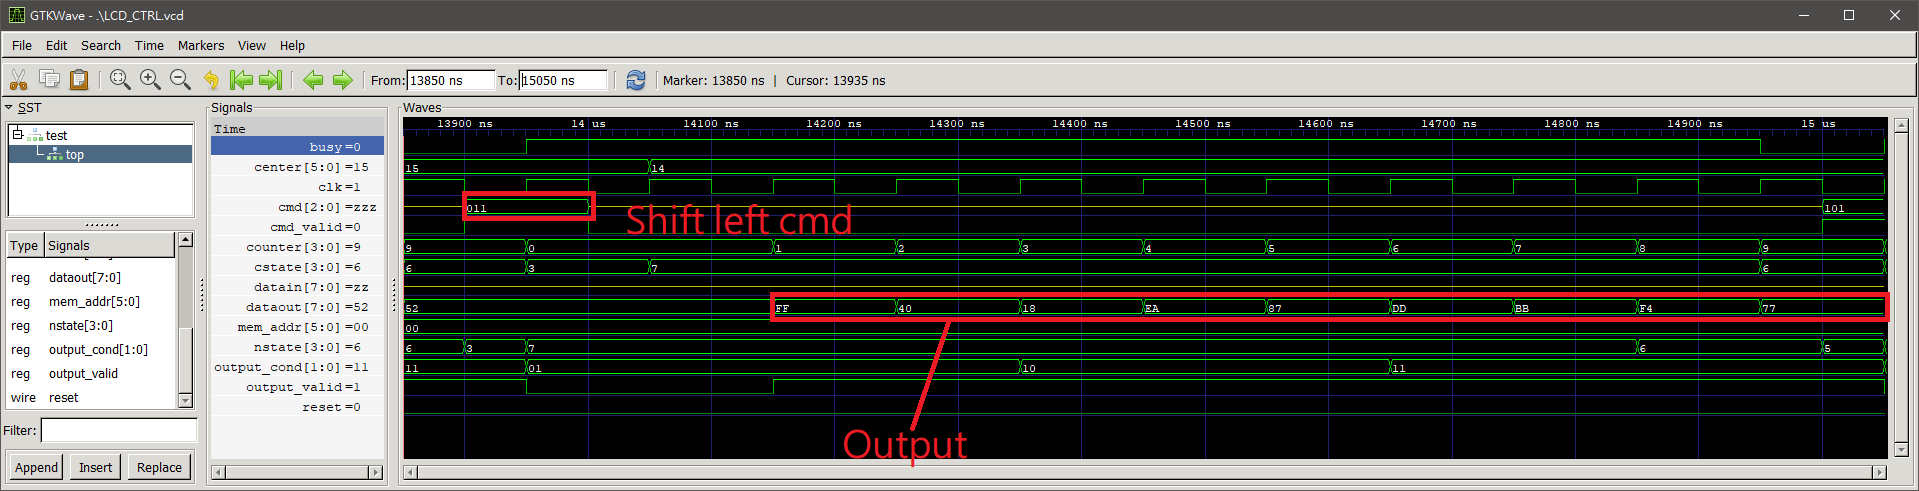 GTKWave - .\LCD_CTRL.vcd
File Edit Search Time Markers View Help
From: 13850 ns To: 15050 ns Marker: 13850 ns | Cursor: 13935 ns
SST
test
top
Type Signals
reg dataout[7:0]
reg mem_addr[5:0]
reg nstate[3:0]
reg output_cond[1:0]
reg output_valid
wire reset
Filter:
Append Insert Replace
Signals
Time
busy=0
center[5:0]=15
clk=1
cmd[2:0]=zzz
cmd_valid=0
counter[3:0]=9
cstate[3:0]=6
datain[7:0]=zz
dataout[7:0]=52
mem_addr[5:0]=00
nstate[3:0]=6
output_cond[1:0]=11
output_valid=1
reset=0
Waves
13900 ns 14 us 14100 ns 14200 ns 14300 ns 14400 ns 14500 ns 14600 ns 14700 ns 14800 ns 14900 ns 15 us
15 14
011 101
Shift left cmd
9 0 1 2 3 4 5 6 7 8 9
6 3 7 6
52 FF 40 18 EA 87 DD BB F4 77
00
6 3 7 6 5
11 01 10 11
Output